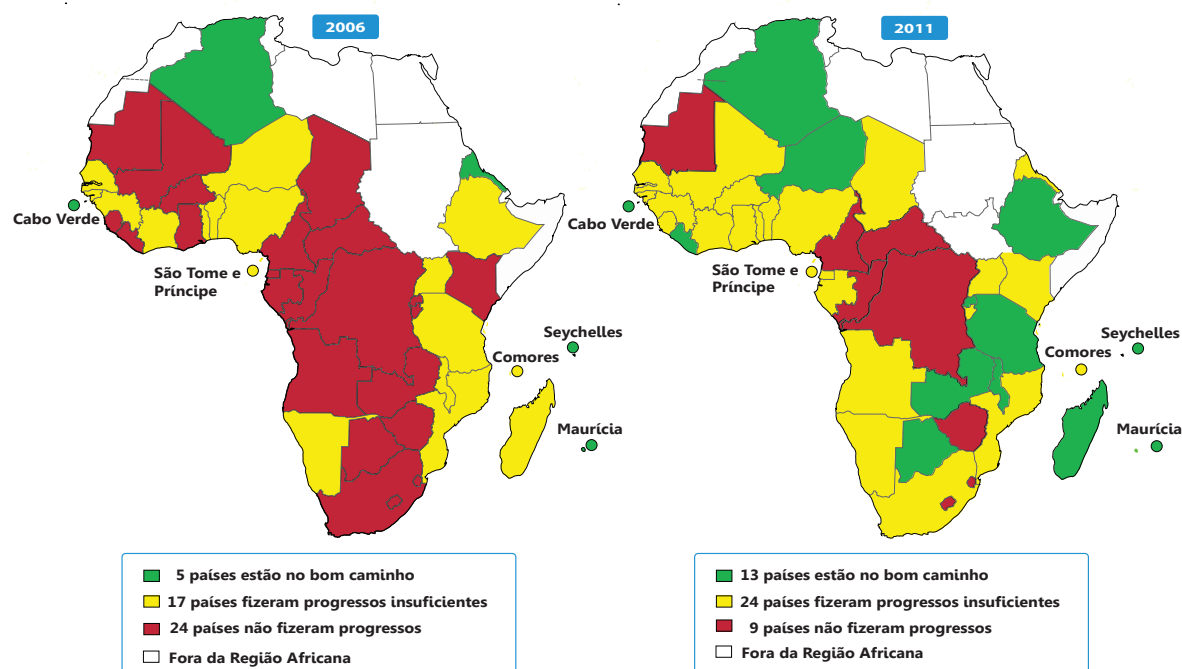 2006
Cabo Verde
São Tome e
Príncipe
Seychelles
Comores
Maurícia
5 países estão no bom caminho
17 países fizeram progressos insuficientes
24 países não fizeram progressos
Fora da Região Africana
2011
Cabo Verde
São Tome e
Príncipe
Seychelles
Comores
Maurícia
13 países estão no bom caminho
24 países fizeram progressos insuficientes
9 países não fizeram progressos
Fora da Região Africana